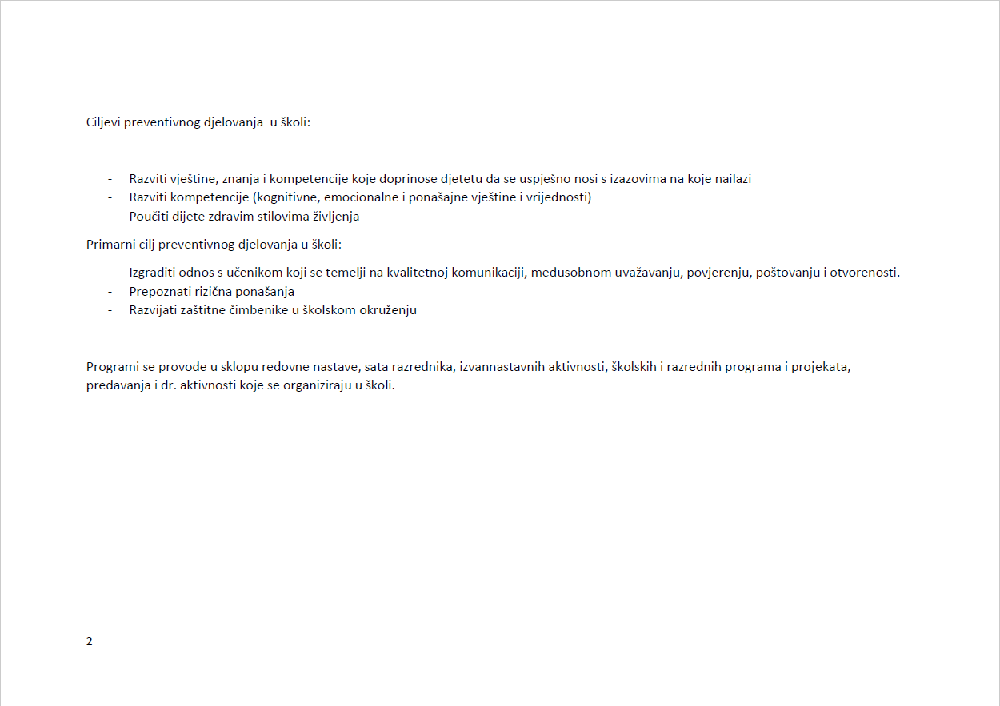 Ciljevi preventivnog djelovanja  u školi:
- Razviti vještine, znanja i kompetencije koje doprinose djetetu da se uspješno nosi s izazovima na koje nailazi
- Razviti kompetencije (kognitivne, emocionalne i ponašajne vještine i vrijednosti)
- Poučiti dijete zdravim stilovima življenja
Primarni cilj preventivnog djelovanja u školi:
- Izgraditi odnos s učenikom koji se temelji na kvalitetnoj komunikaciji, međusobnom uvažavanju, povjerenju, poštovanju i otvorenosti.
- Prepoznati rizična ponašanja
- Razvijati zaštitne čimbenike u školskom okruženju
Programi se provode u sklopu redovne nastave, sata razrednika, izvannastavnih aktivnosti, školskih i razrednih programa i projekata,
predavanja i dr. aktivnosti koje se organiziraju u školi.
2